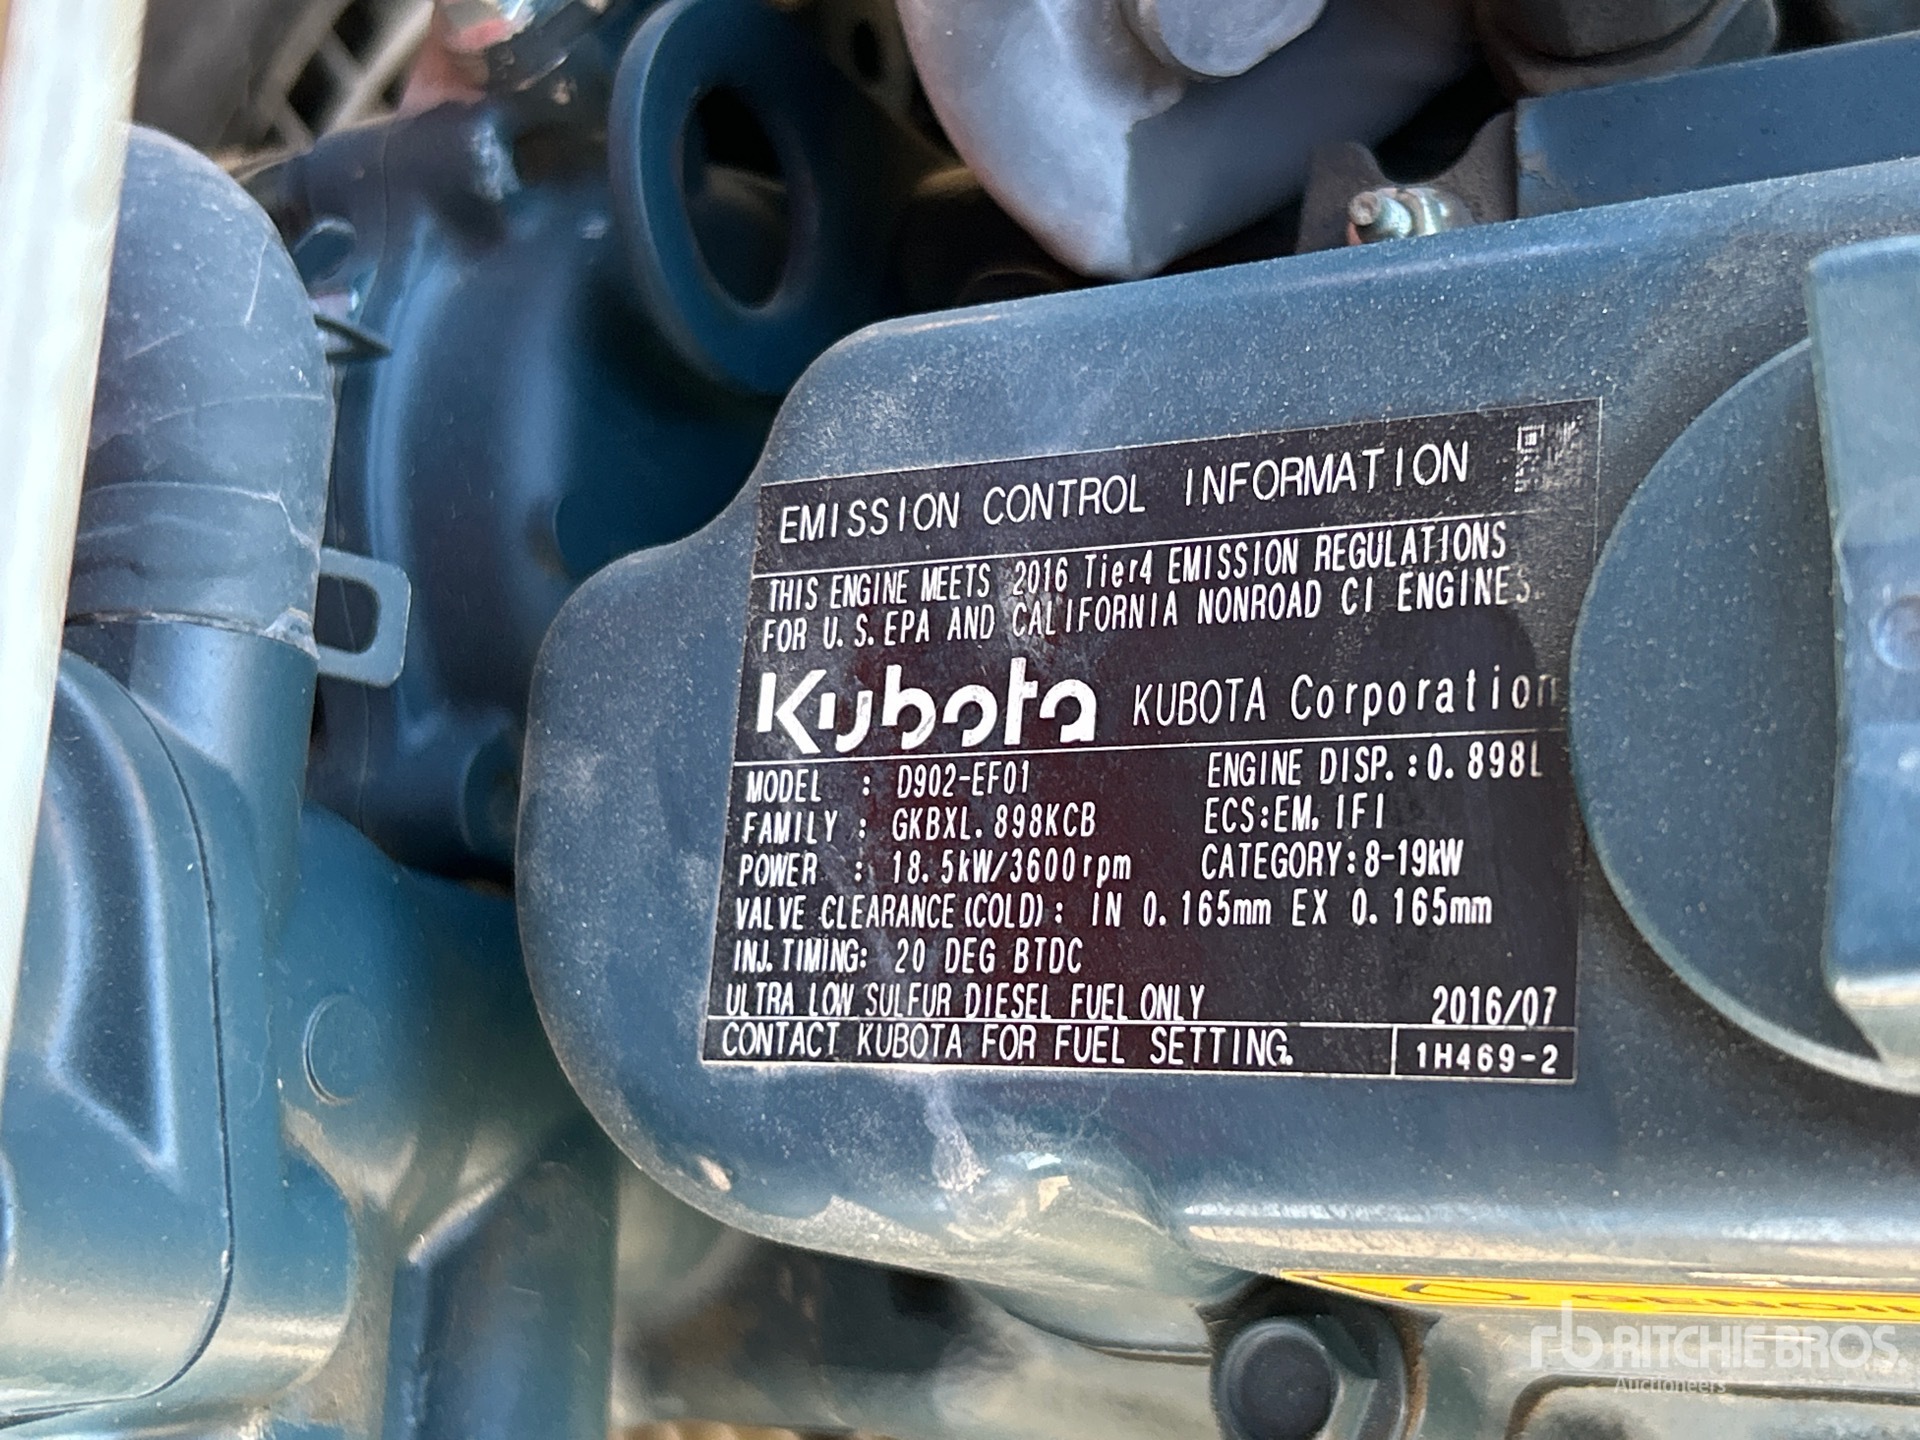 EMISSION CONTROL INFORMATION
THIS ENGINE MEETS 2016 Tier4 EMISSION REGULATIONS
FOR U.S.EPA AND CALIFORNIA NONROAD CI ENGINES.
Kubota KUBOTA Corporation
MODEL : D902-EF01 ENGINE DISP.:0.898L
FAMILY : GKBXL.898KCB ECS:EM, IFI
POWER : 18.5kW/3600rpm CATEGORY:8-19kW
VALVE CLEARANCE(COLD): IN 0.165mm EX 0.165mm
INJ.TIMING: 20 DEG BTDC
ULTRA LOW SULFUR DIESEL FUEL ONLY 2016/07
CONTACT KUBOTA FOR FUEL SETTING. 1H469-2
rb RITCHIE BROS.
Auctioneers